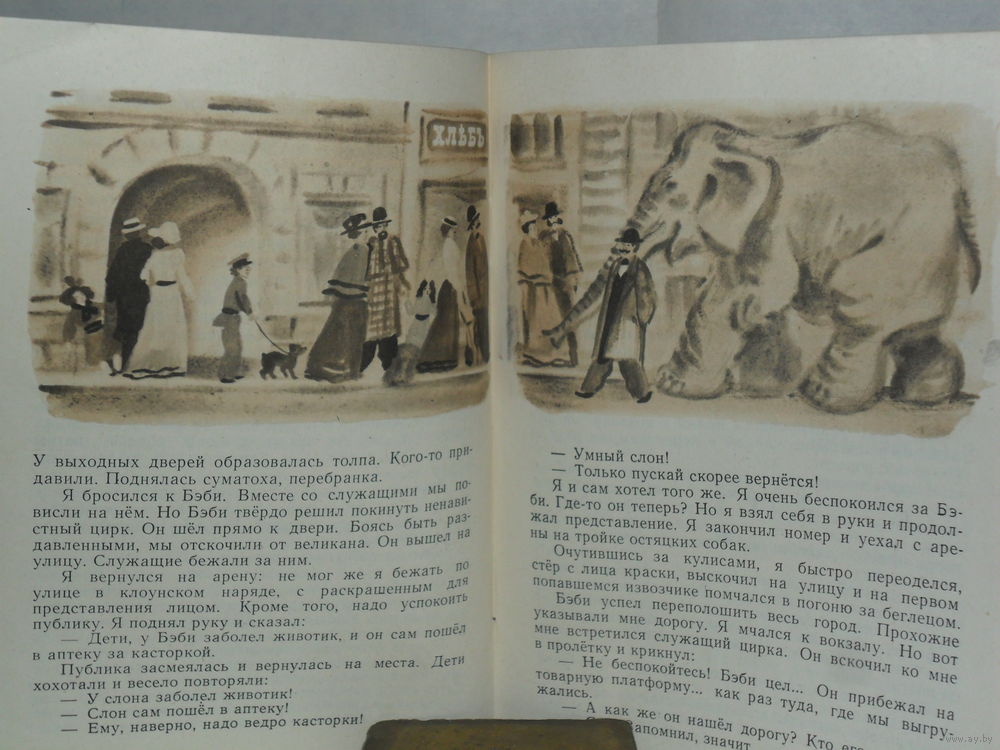 ХЛѢБЪ
У выходных дверей образовалась толпа. Кого-то при-
давили. Поднялась суматоха, перебранка.
Я бросился к Бэби. Вместе со служащими мы по-
висли на нём. Но Бэби твёрдо решил покинуть ненави-
стный цирк. Он шёл прямо к двери. Боясь быть раз-
давленными, мы отскочили от великана. Он вышел на
улицу. Служащие бежали за ним.
Я вернулся на арену: не мог же я бежать по
улице в клоунском наряде, с раскрашенным для
представления лицом. Кроме того, надо успокоить
публику. Я поднял руку и сказал:
— Дети, у Бэби заболел животик, и он сам пошёл
в аптеку за касторкой.
Публика засмеялась и вернулась на места. Дети
хохотали и весело повторяли:
— У слона заболел животик!
— Слон сам пошёл в аптеку!
— Ему, наверно, надо ведро касторки!
— Умный слон!
— Только пускай скорее вернётся!
Я и сам хотел того же. Я очень беспокоился за Бэ-
би. Где-то он теперь? Но я взял себя в руки и продол-
жал представление. Я закончил номер и уехал с аре-
ны на тройке остяцких собак.
Очутившись за кулисами, я быстро переоделся,
стёр с лица краски, выскочил на улицу и на первом
попавшемся извозчике помчался в погоню за беглецом.
Бэби успел переполошить весь город. Прохожие
указывали мне дорогу. Я мчался к вокзалу. Но вот
мне встретился служащий цирка. Он вскочил ко мне
в пролётку и крикнул:
— Не беспокойтесь! Бэби цел... Он прибежал на
товарную платформу... как раз туда, где мы выгру-
жались.
— А как же он нашёл дорогу? Кто его
запомнил, значит
www.ay.by